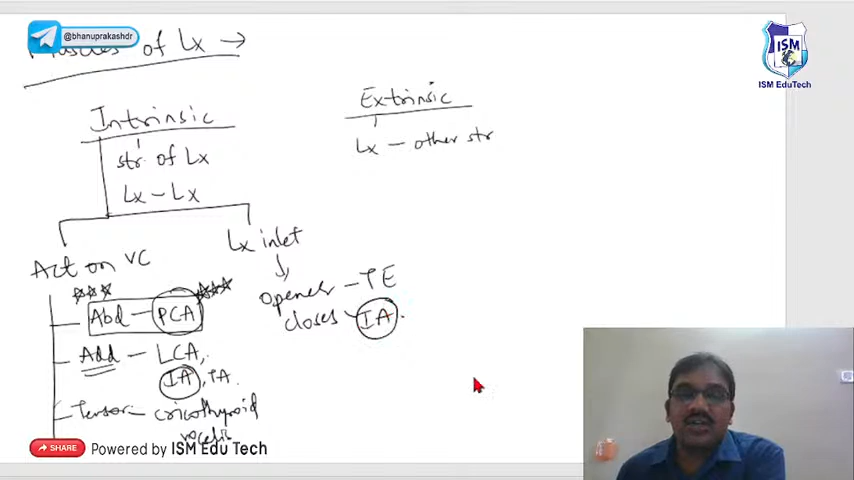 @bhanuprakashdr
Muscles of Lx →
ISM
ISM EduTech
Intrinsic
str of Lx
Lx – Lx
Extrinsic
Lx – other str
Act on VC
Abd – PCA
Add – LCA,
IA, TA
Tensor – cricothyroid
vocalis
Lx inlet
Opener – TE
closes – IA.
SHARE
Powered by ISM Edu Tech